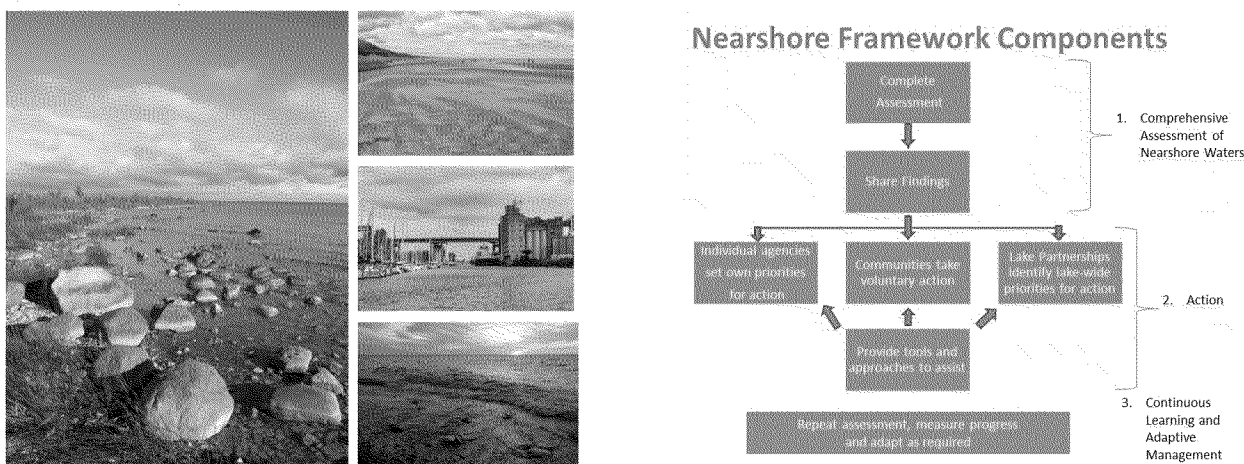 Nearshore Framework Components
Complete
Assessment
Share Findings
1. Comprehensive
Assessment of
Nearshore Waters
Individual agencies
set own priorities
for action
Communities take
voluntary action
Lake Partnerships
identify lake-wide
priorities for action
2. Action
Provide tools and
approaches to assist
Repeat assessment, measure progress
and adapt as required
3. Continuous
Learning and
Adaptive
Management